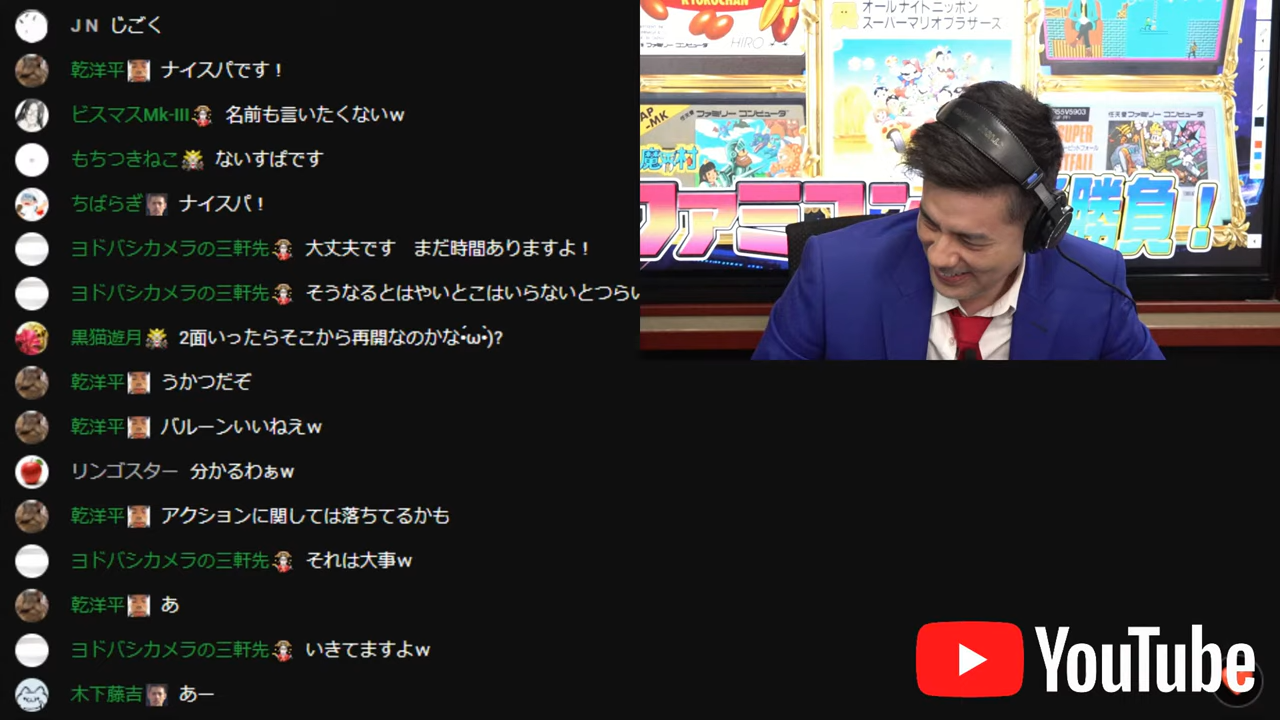 J N じごく
乾洋平 ナイスパです！
ビスマスMk-III 名前も言いたくないw
もちつきねこ ないすぱです
ちばらぎ ナイスパ！
ヨドバシカメラの三軒先 大丈夫です　まだ時間ありますよ！
ヨドバシカメラの三軒先 そうなるとはやいとこはいらないとつらい
黒猫遊月 2面いったらそこから再開なのかな•́ω•̀)?
乾洋平 うかつだぞ
乾洋平 バルーンいいねえw
リンゴスター 分かるわぁw
乾洋平 アクションに関しては落ちてるかも
ヨドバシカメラの三軒先 それは大事w
乾洋平 あ
ヨドバシカメラの三軒先 いきてますよw
木下藤吉 あー
KYOROCHAN
HIRO
オールナイトニッポン
スーパーマリオブラザース
ファミリー コンピュータ
ファミコン
勝負！
YouTube